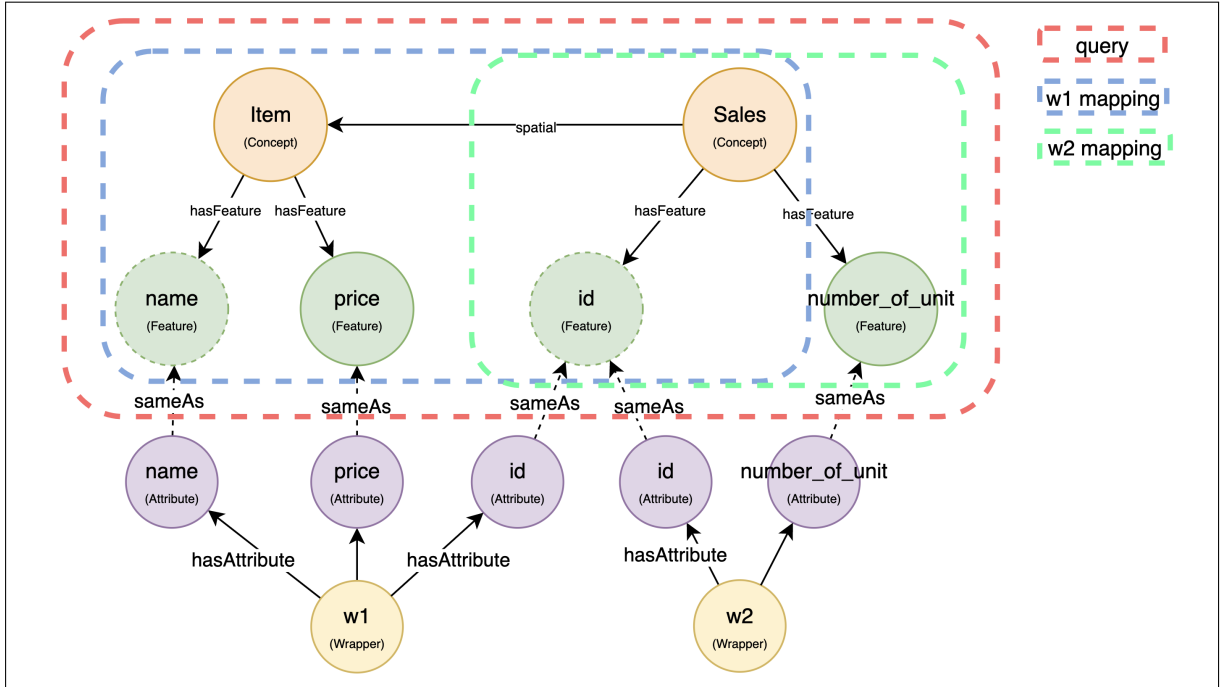 query
Item
(Concept)
Sales
(Concept)
w1 mapping
spatial
w2 mapping
hasFeature
hasFeature
hasFeature
hasFeature
name
(Feature)
price
(Feature)
id
(Feature)
number_of_unit
(Feature)
sameAs
sameAs
sameAs
sameAs
sameAs
name
(Attribute)
price
(Attribute)
id
(Attribute)
id
(Attribute)
number_of_unit
(Attribute)
hasAttribute
hasAttribute
hasAttribute
w1
(Wrapper)
w2
(Wrapper)